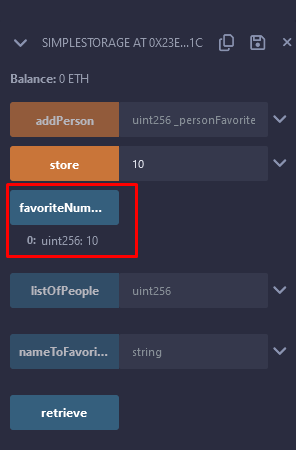 SIMPLESTORAGE AT 0X23E...1C
Balance: 0 ETH
addPerson uint256 _personFavorite
store 10
favoriteNum...
0: uint256: 10
listOfPeople uint256
nameToFavori... string
retrieve